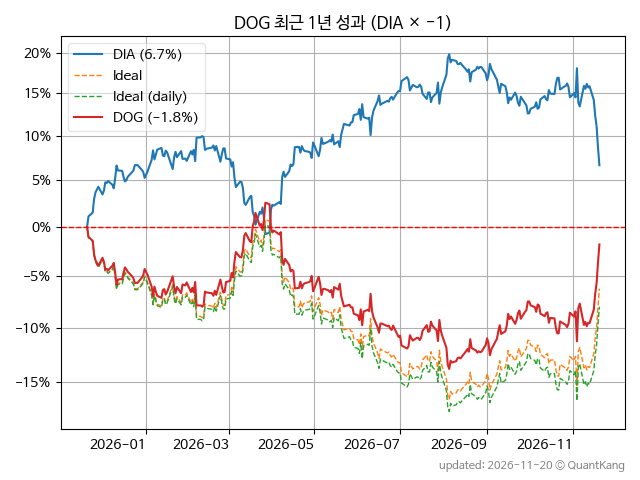 DOG 최근 1년 성과 (DIA × −1)
DIA (6.7%)
Ideal
Ideal (daily)
DOG (−1.8%)
20%
15%
10%
5%
0%
−5%
−10%
−15%
2026-01
2026-03
2026-05
2026-07
2026-09
2026-11
updated: 2026-11-20 © QuantKang